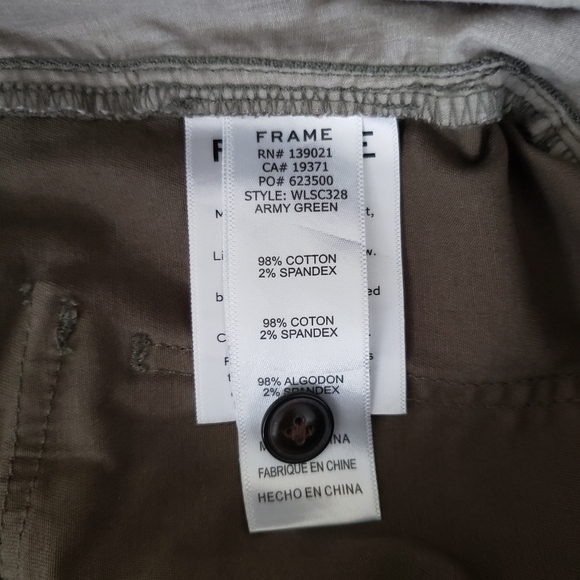 FRAME
RN# 139021
CA# 19371
PO# 623500
STYLE: WLSC328
ARMY GREEN
98% COTTON
2% SPANDEX
98% COTON
2% SPANDEX
98% ALGODON
2% SPANDEX
FABRIQUE EN CHINE
HECHO EN CHINA